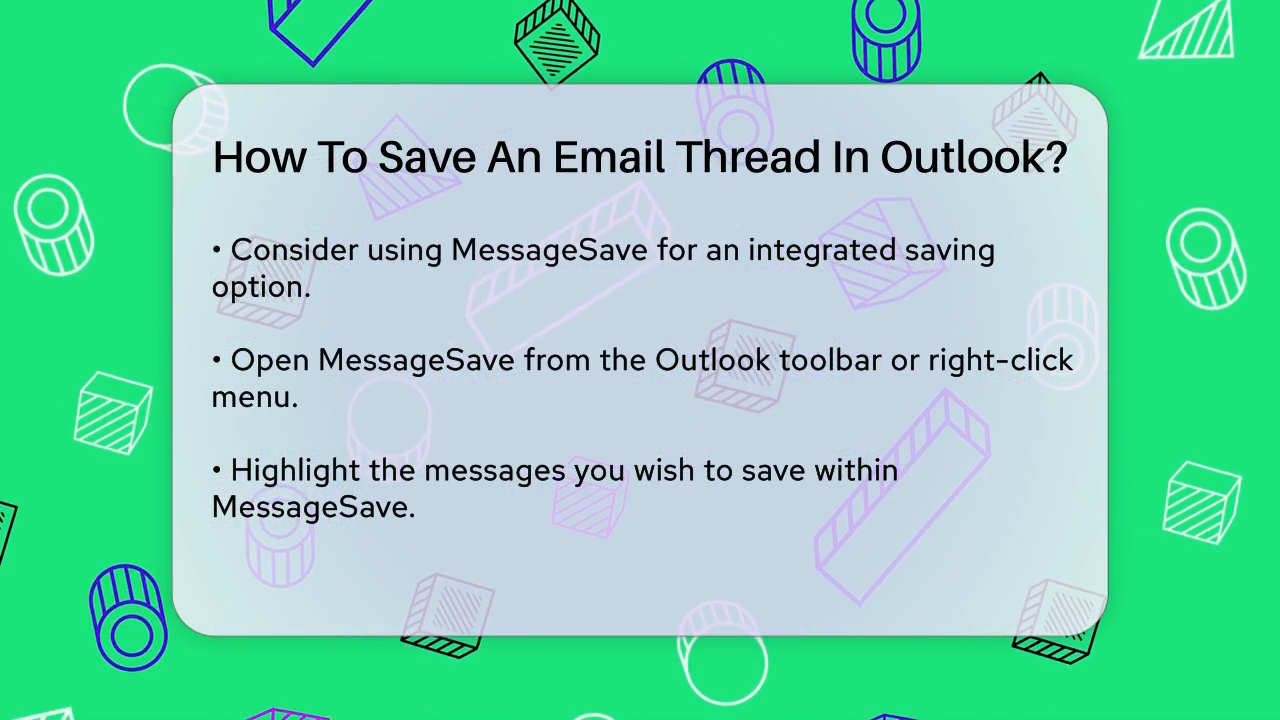 How To Save An Email Thread In Outlook?
• Consider using MessageSave for an integrated saving
option.
• Open MessageSave from the Outlook toolbar or right-click
menu.
• Highlight the messages you wish to save within
MessageSave.